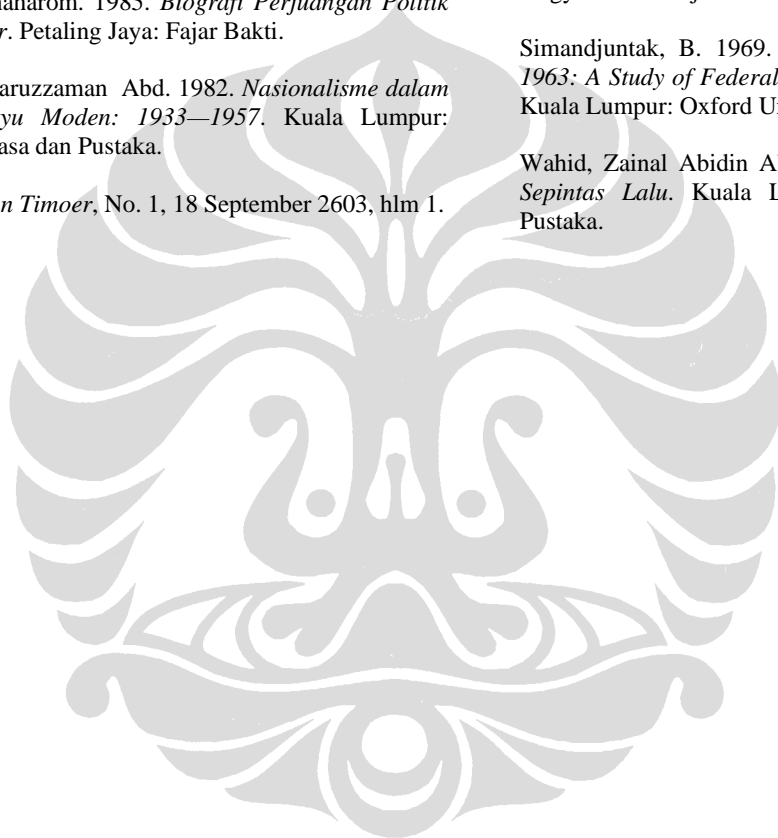 naharom. 1985. Biografi Perjuangan Politik
r. Petaling Jaya: Fajar Bakti.
aruzzaman Abd. 1982. Nasionalisme dalam
yu Moden: 1933—1957. Kuala Lumpur:
asa dan Pustaka.
n Timoer, No. 1, 18 September 2603, hlm 1.
Simandjuntak, B. 1969.
1963: A Study of Federal
Kuala Lumpur: Oxford U
Wahid, Zainal Abidin A
Sepintas Lalu. Kuala L
Pustaka.